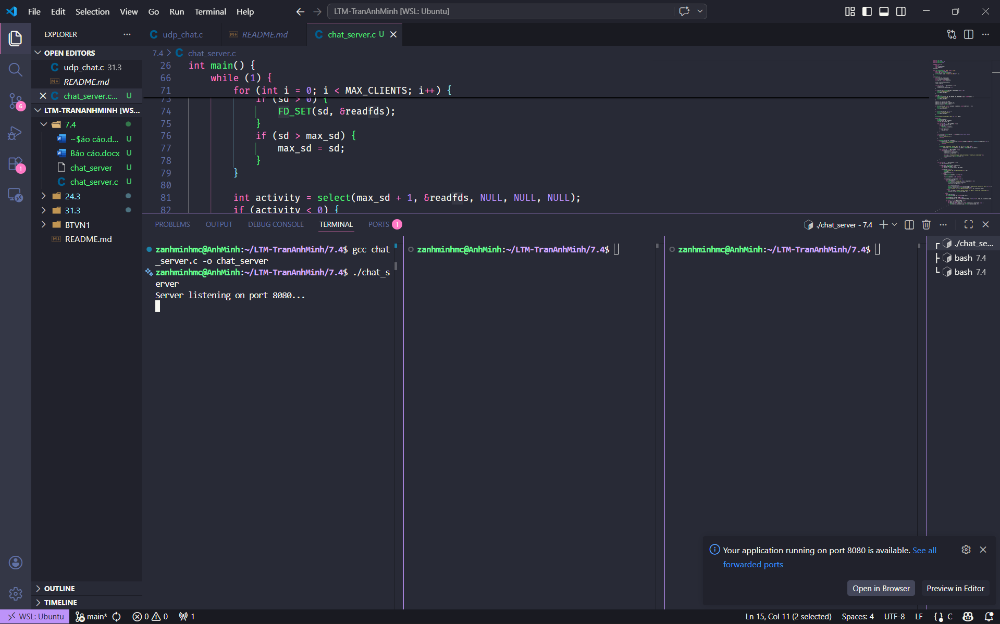 File Edit Selection View Go Run Terminal Help
LTM-TranAnhMinh [WSL: Ubuntu]
EXPLORER
OPEN EDITORS
udp_chat.c 31.3
README.md
chat_server.c... U
LTM-TRANANHMINH [WS...
7.4
~$áo cáo.d... U
Báo cáo.docx U
chat_server U
chat_server.c U
24.3
31.3
BTVN1
README.md
OUTLINE
TIMELINE
6
1
udp_chat.c
README.md
chat_server.c U
7.4 > chat_server.c
26 int main() {
66 while (1) {
71 for (int i = 0; i < MAX_CLIENTS; i++) {
73 if (sd > 0) {
74 FD_SET(sd, &readfds);
75 }
76 if (sd > max_sd) {
77 max_sd = sd;
78 }
79 }
80
81 int activity = select(max_sd + 1, &readfds, NULL, NULL, NULL);
82 if (activity < 0) {
PROBLEMS OUTPUT DEBUG CONSOLE TERMINAL PORTS 1
./chat_server - 7.4
zanhminhmc@AnhMinh:~/LTM-TranAnhMinh/7.4$ gcc chat
_server.c -o chat_server
zanhminhmc@AnhMinh:~/LTM-TranAnhMinh/7.4$ ./chat_s
erver
Server listening on port 8080...
zanhminhmc@AnhMinh:~/LTM-TranAnhMinh/7.4$
zanhminhmc@AnhMinh:~/LTM-TranAnhMinh/7.4$
./chat_se...
bash 7.4
bash 7.4
Your application running on port 8080 is available. See all
forwarded ports
Open in Browser
Preview in Editor
WSL: Ubuntu main* 0 0 1
Ln 15, Col 11 (2 selected) Spaces: 4 UTF-8 LF {} C